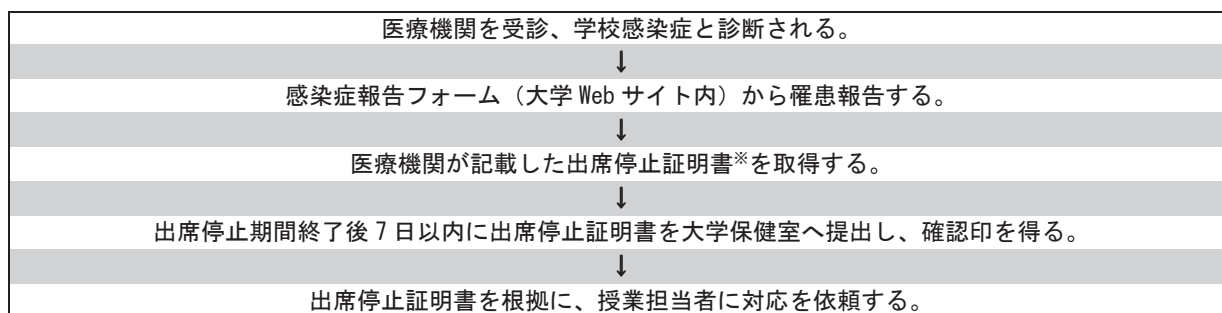 医療機関を受診、学校感染症と診断される。
↓
感染症報告フォーム(大学 Web サイト内)から罹患報告する。
↓
医療機関が記載した出席停止証明書※を取得する。
↓
出席停止期間終了後 7 日以内に出席停止証明書を大学保健室へ提出し、確認印を得る。
↓
出席停止証明書を根拠に、授業担当者に対応を依頼する。